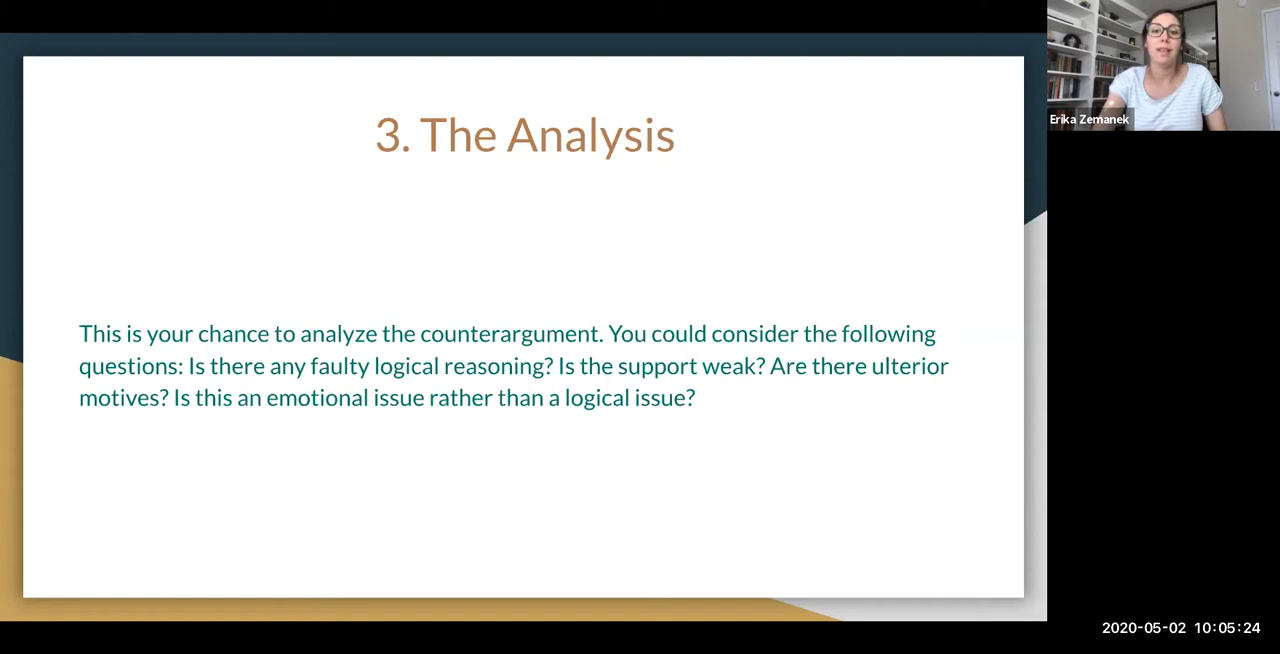 3. The Analysis
This is your chance to analyze the counterargument. You could consider the following
questions: Is there any faulty logical reasoning? Is the support weak? Are there ulterior
motives? Is this an emotional issue rather than a logical issue?
Erika Zemanek
2020-05-02 10:05:24